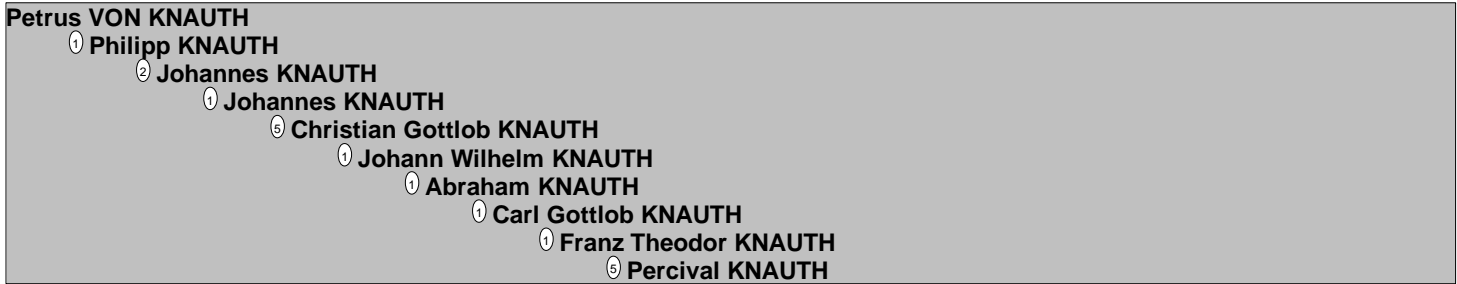 Petrus VON KNAUTH
1 Philipp KNAUTH
2 Johannes KNAUTH
1 Johannes KNAUTH
5 Christian Gottlob KNAUTH
1 Johann Wilhelm KNAUTH
1 Abraham KNAUTH
1 Carl Gottlob KNAUTH
1 Franz Theodor KNAUTH
5 Percival KNAUTH